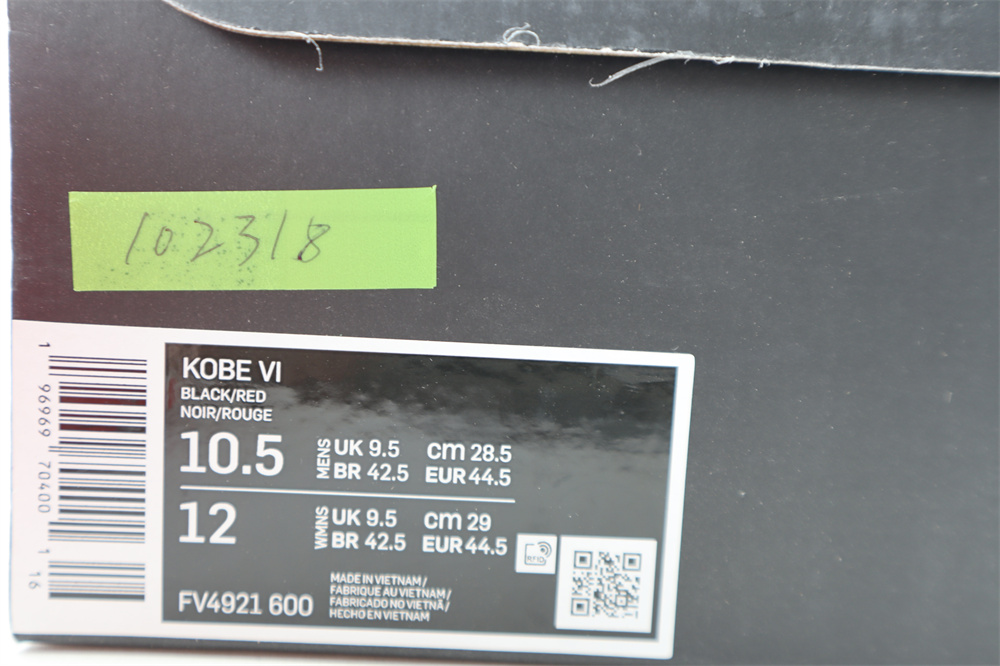 102318
KOBE VI
BLACK/RED
NOIR/ROUGE
10.5 MENS UK 9.5 cm 28.5
BR 42.5 EUR 44.5
12 WMNS UK 9.5 cm 29
BR 42.5 EUR 44.5
RFID
MADE IN VIETNAM/
FABRIQUE AU VIETNAM/
FABRICADO NO VIETNÃ/
HECHO EN VIETNAM
FV4921 600
1 96969 70400 1
16